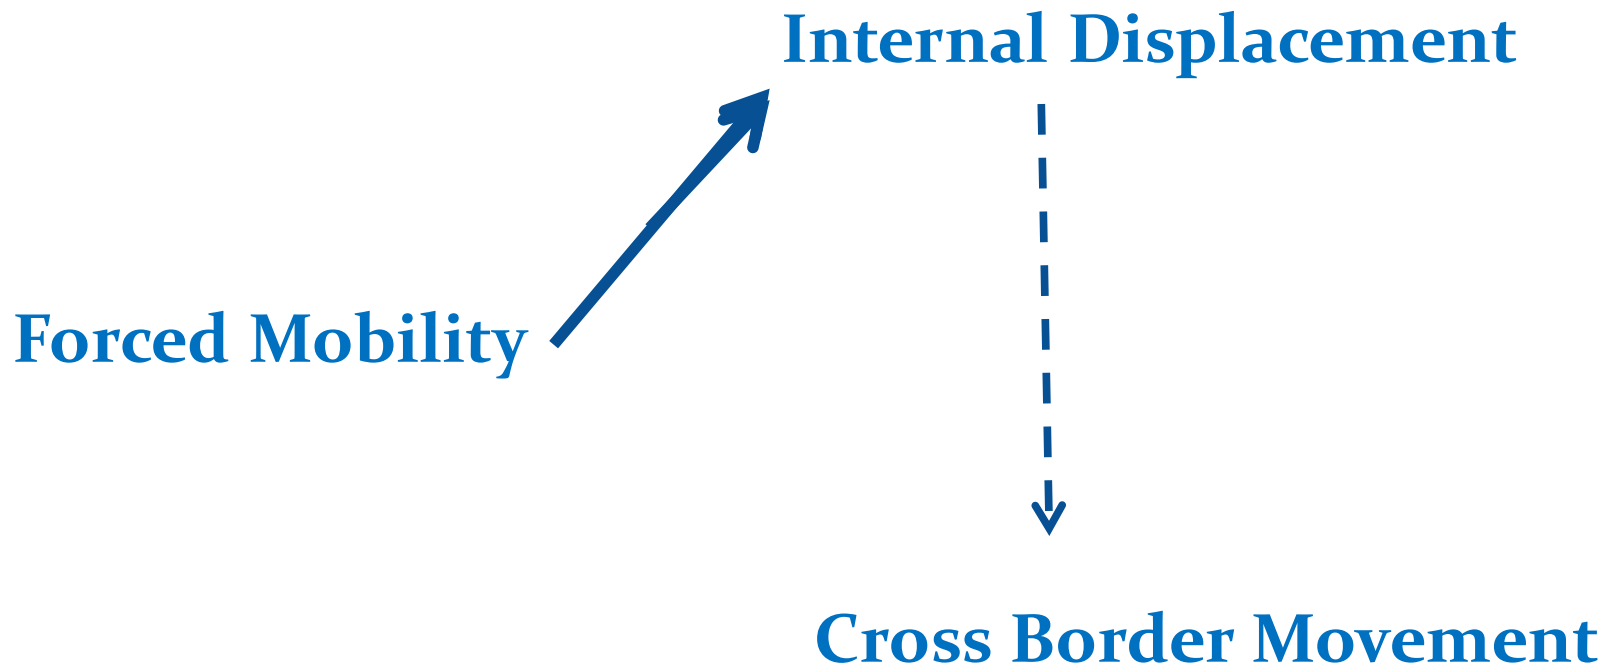 Internal Displacement
Forced Mobility
Cross Border Movement